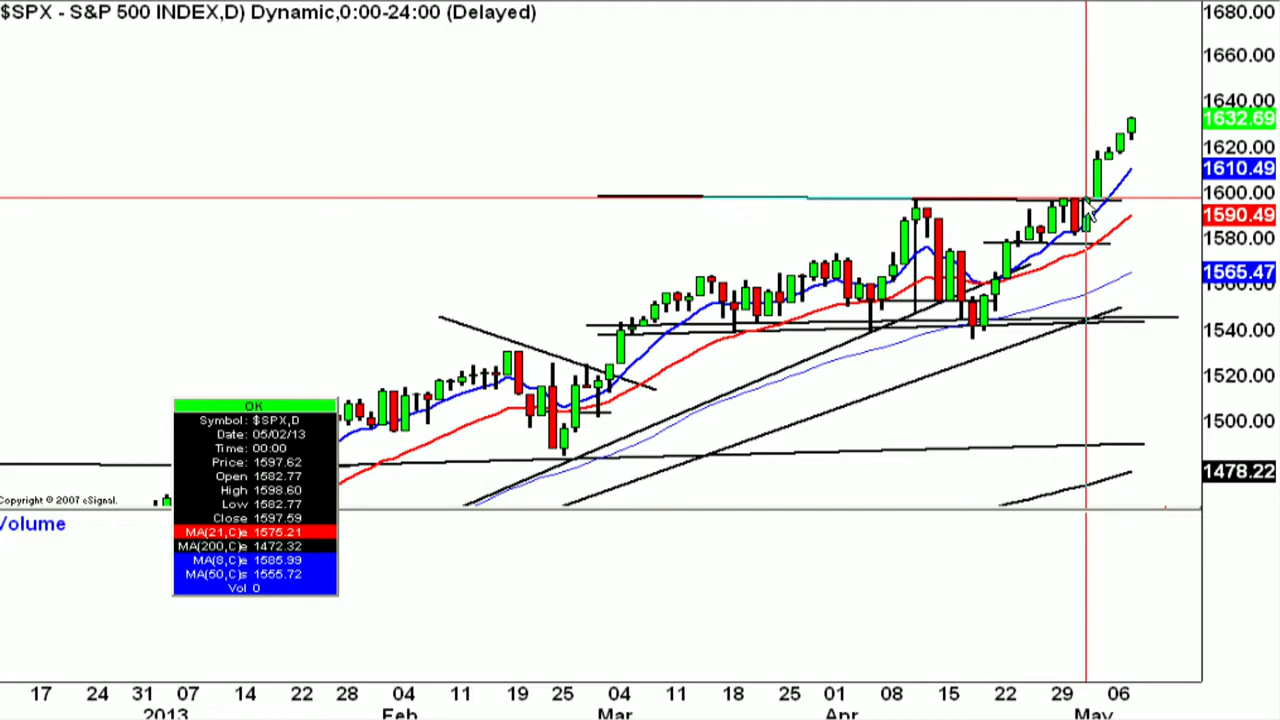 $SPX - S&P 500 INDEX,D) Dynamic,0:00-24:00 (Delayed)
1680.00
1660.00
1640.00
1632.69
1620.00
1610.49
1600.00
1590.49
1580.00
1565.47
1540.00
1520.00
1500.00
1478.22
OK
Symbol: $SPX,D
Date: 05/02/13
Time: 00:00
Price: 1597.62
Open 1582.77
High 1598.60
Low 1582.77
Close 1597.59
MA(21,C)e 1575.21
MA(200,C)e 1472.32
MA(8,C)e 1585.99
MA(50,C)s 1555.72
Vol 0
Copyright © 2007 eSignal.
Volume
17 24 31 07 14 22 28 04 11 19 25 04 11 18 25 01 08 15 22 29 06
2013 Feb Mar Apr May